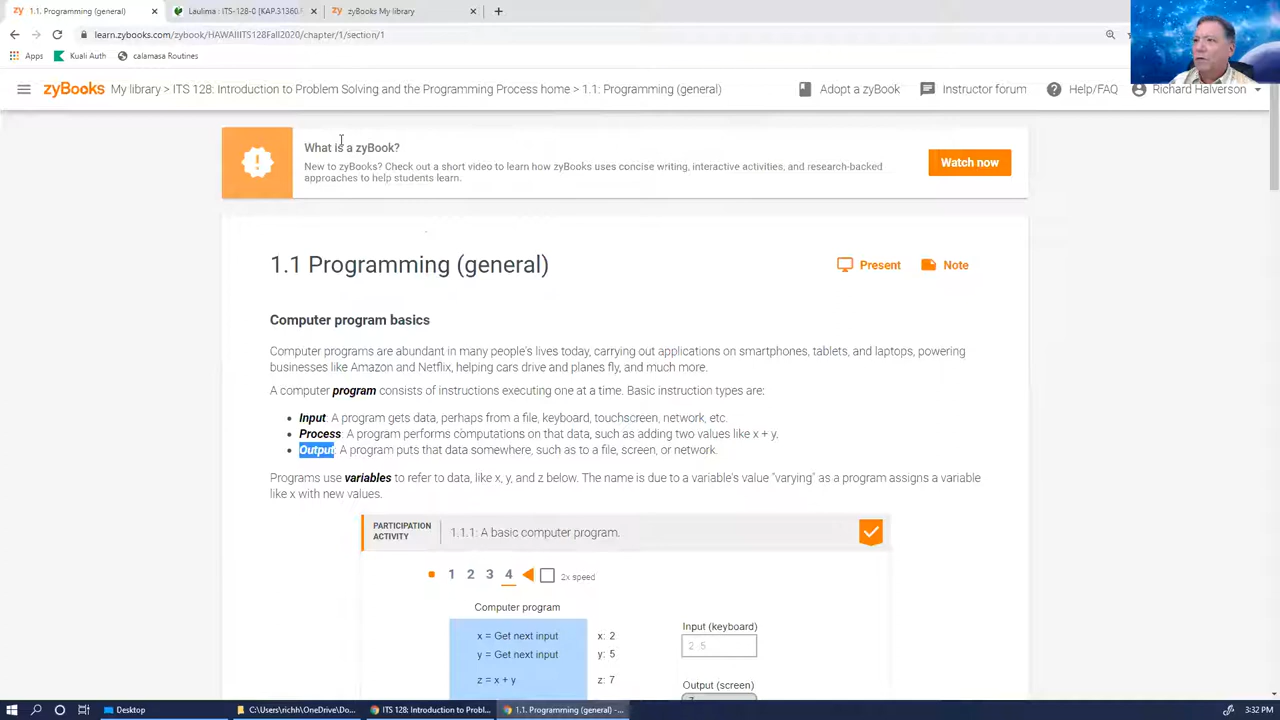 1.1. Programming (general)
Laulima : ITS-128-0 [KAP.31360.
zyBooks My library
learn.zybooks.com/zybook/HAWAIIITS128Fall2020/chapter/1/section/1
Apps
Kuali Auth
calamasa Routines
zyBooks
My library > ITS 128: Introduction to Problem Solving and the Programming Process home > 1.1: Programming (general)
Adopt a zyBook
Instructor forum
Help/FAQ
Richard Halverson
What is a zyBook?
New to zyBooks? Check out a short video to learn how zyBooks uses concise writing, interactive activities, and research-backed
approaches to help students learn.
Watch now
1.1 Programming (general)
Present
Note
Computer program basics
Computer programs are abundant in many people's lives today, carrying out applications on smartphones, tablets, and laptops, powering
businesses like Amazon and Netflix, helping cars drive and planes fly, and much more.
A computer program consists of instructions executing one at a time. Basic instruction types are:
• Input: A program gets data, perhaps from a file, keyboard, touchscreen, network, etc.
• Process: A program performs computations on that data, such as adding two values like x + y.
• Output: A program puts that data somewhere, such as to a file, screen, or network.
Programs use variables to refer to data, like x, y, and z below. The name is due to a variable's value "varying" as a program assigns a variable
like x with new values.
PARTICIPATION
ACTIVITY
1.1.1: A basic computer program.
1 2 3 4
2x speed
Computer program
x = Get next input
y = Get next input
z = x + y
x: 2
y: 5
z: 7
Input (keyboard)
2 5
Output (screen)
Desktop
C:\Users\richh\OneDrive\Do...
ITS 128: Introduction to Probl...
1.1. Programming (general) -...
3:32 PM